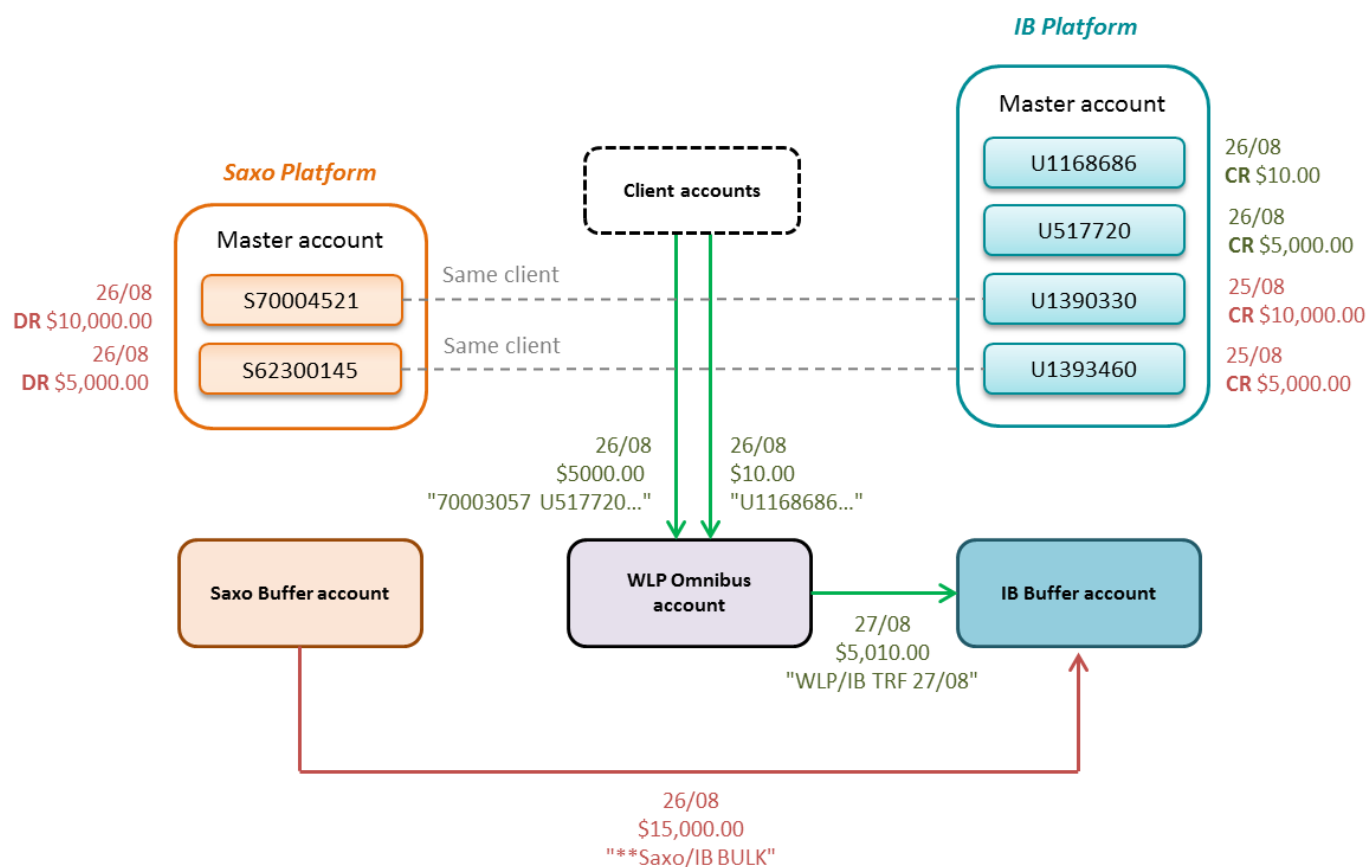 IB Platform
Master account
U1168686
26/08
CR $10.00
U517720
26/08
CR $5,000.00
U1390330
25/08
CR $10,000.00
U1393460
25/08
CR $5,000.00
Saxo Platform
Master account
26/08
DR $10,000.00
S70004521
26/08
DR $5,000.00
S62300145
Client accounts
Same client
Same client
26/08
$5000.00
"70003057 U517720..."
26/08
$10.00
"U1168686..."
Saxo Buffer account
WLP Omnibus
account
IB Buffer account
27/08
$5,010.00
"WLP/IB TRF 27/08"
26/08
$15,000.00
"**Saxo/IB BULK"